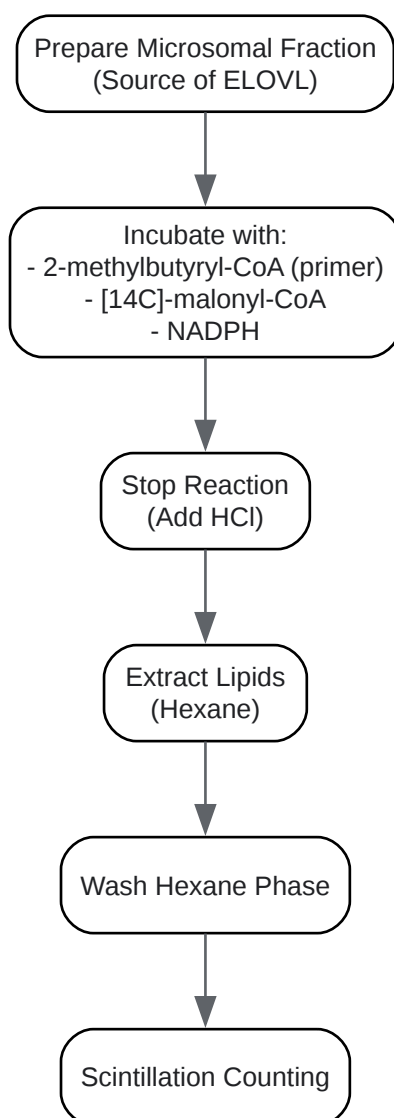 Prepare Microsomal Fraction
(Source of ELOVL)
Incubate with:
- 2-methylbutyryl-CoA (primer)
- [14C]-malonyl-CoA
- NADPH
Stop Reaction
(Add HCl)
Extract Lipids
(Hexane)
Wash Hexane Phase
Scintillation Counting